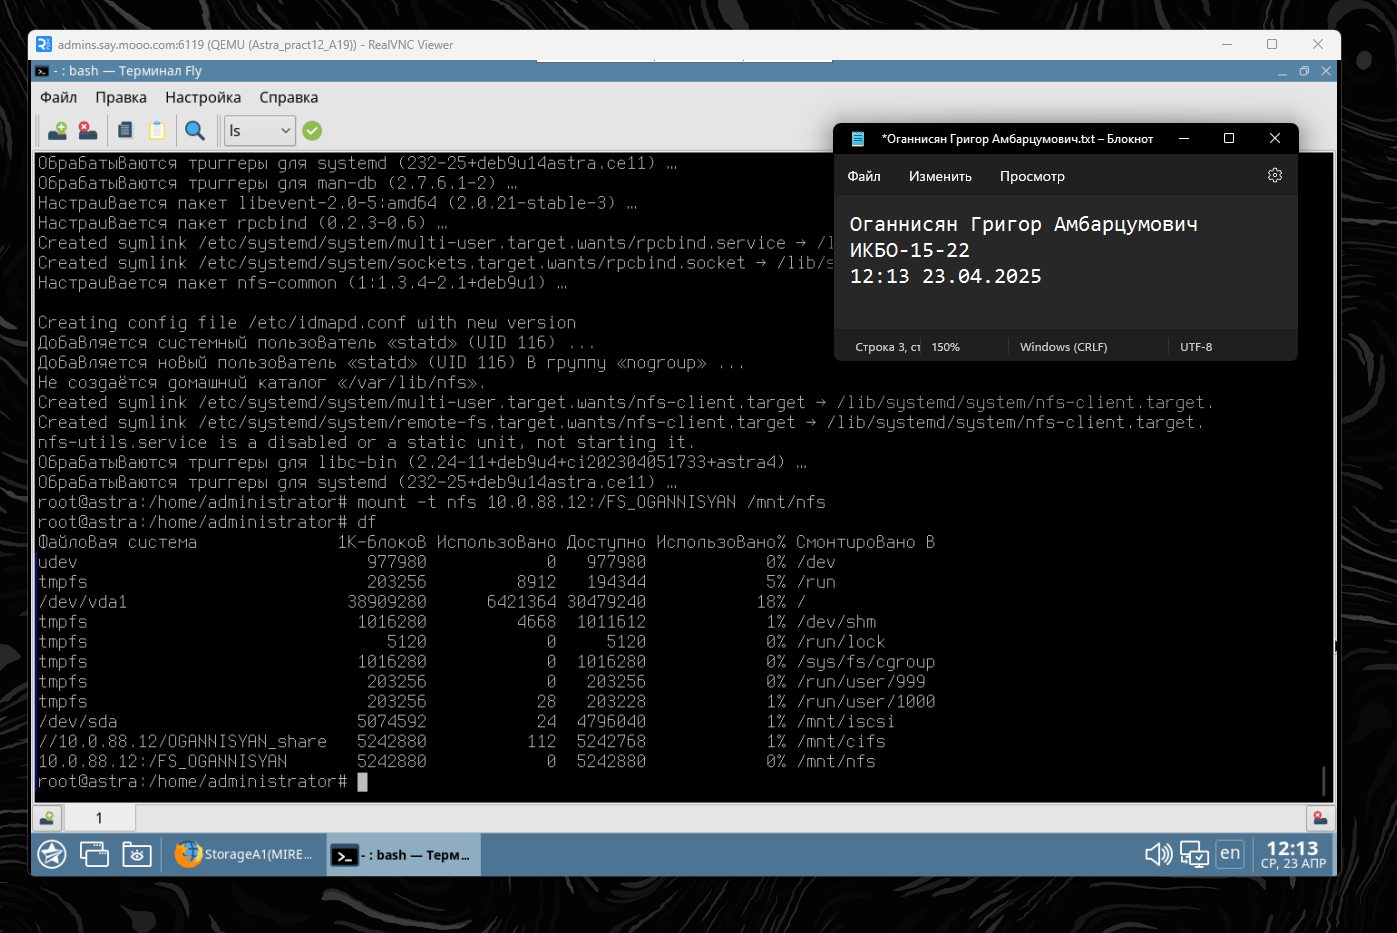 admins.say.mooo.com:6119 (QEMU (Astra_pract12_A19)) - RealVNC Viewer
- : bash — Терминал Fly
Файл Правка Настройка Справка
ls
ОбрабатыВаются триггеры для systemd (232-25+deb9u14astra.ce11) …
ОбрабатыВаются триггеры для man-db (2.7.6.1-2) …
НастраиВается пакет libevent-2.0-5:amd64 (2.0.21-stable-3) …
НастраиВается пакет rpcbind (0.2.3-0.6) …
Created symlink /etc/systemd/system/multi-user.target.wants/rpcbind.service → /l
Created symlink /etc/systemd/system/sockets.target.wants/rpcbind.socket → /lib/s
НастраиВается пакет nfs-common (1:1.3.4-2.1+deb9u1) …
Creating config file /etc/idmapd.conf with new version
ДобаВляется системный пользоВатель «statd» (UID 116) ...
ДобаВляется ноВый пользоВатель «statd» (UID 116) В группу «nogroup» ...
Не создаётся домашний каталог «/var/lib/nfs».
Created symlink /etc/systemd/system/multi-user.target.wants/nfs-client.target → /lib/systemd/system/nfs-client.target.
Created symlink /etc/systemd/system/remote-fs.target.wants/nfs-client.target → /lib/systemd/system/nfs-client.target.
nfs-utils.service is a disabled or a static unit, not starting it.
ОбрабатыВаются триггеры для libc-bin (2.24-11+deb9u4+ci202304051733+astra4) …
ОбрабатыВаются триггеры для systemd (232-25+deb9u14astra.ce11) …
root@astra:/home/administrator# mount -t nfs 10.0.88.12:/FS_OGANNISYAN /mnt/nfs
root@astra:/home/administrator# df
ФайлоВая система 1K-блокоВ ИспользоВано Доступно ИспользоВано% СмонтироВано В
udev 977980 0 977980 0% /dev
tmpfs 203256 8912 194344 5% /run
/dev/vda1 38909280 6421364 30479240 18% /
tmpfs 1016280 4668 1011612 1% /dev/shm
tmpfs 5120 0 5120 0% /run/lock
tmpfs 1016280 0 1016280 0% /sys/fs/cgroup
tmpfs 203256 0 203256 0% /run/user/999
tmpfs 203256 28 203228 1% /run/user/1000
/dev/sda 5074592 24 4796040 1% /mnt/iscsi
//10.0.88.12/OGANNISYAN_share 5242880 112 5242768 1% /mnt/cifs
10.0.88.12:/FS_OGANNISYAN 5242880 0 5242880 0% /mnt/nfs
root@astra:/home/administrator#
*Оганнисян Григор Амбарцумович.txt – Блокнот
Файл Изменить Просмотр
Оганнисян Григор Амбарцумович
ИКБО-15-22
12:13 23.04.2025
Строка 3, ст 150% Windows (CRLF) UTF-8
1
StorageA1(MIRE... - : bash — Терм... en 12:13
СР, 23 АПР